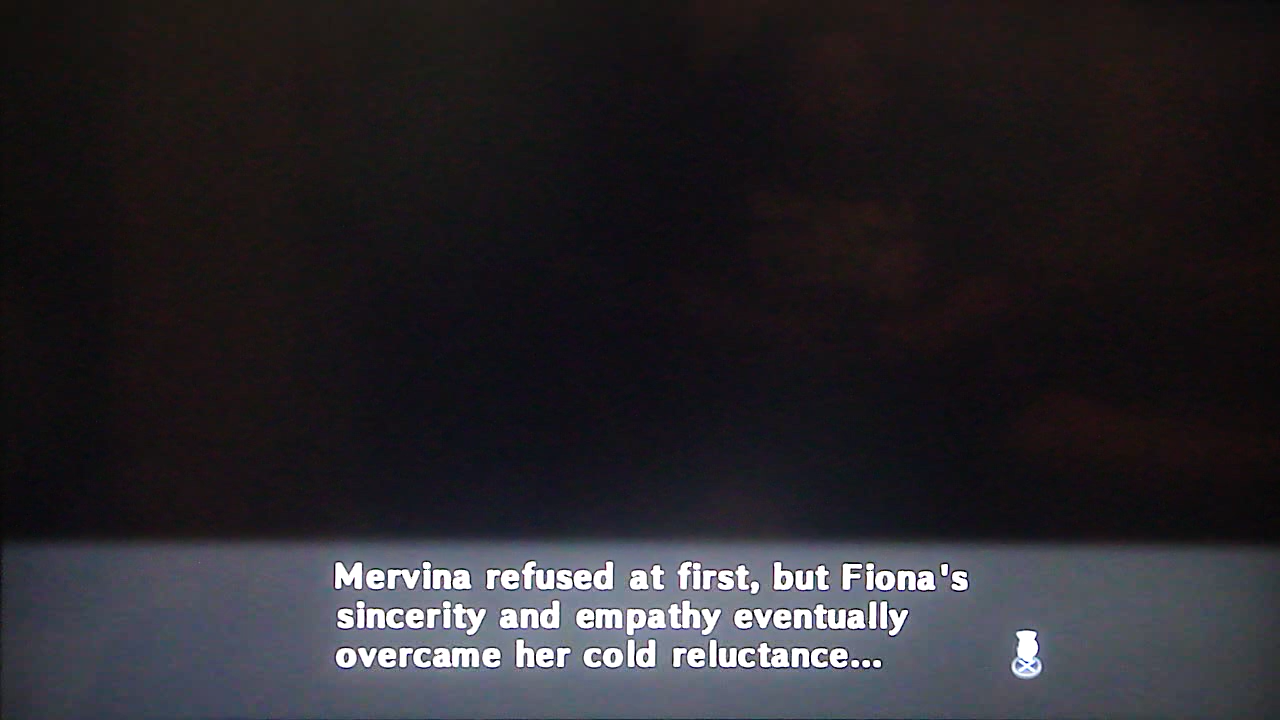 Mervina refused at first, but Fiona's
sincerity and empathy eventually
overcame her cold reluctance...